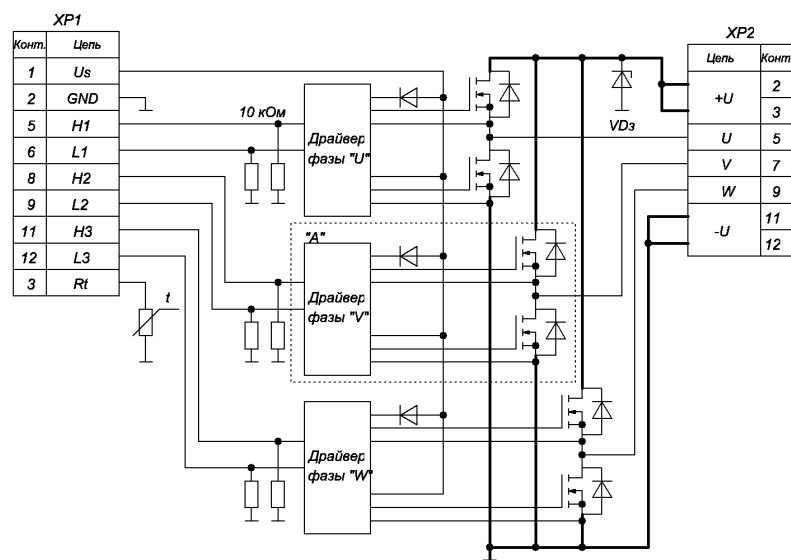 XP1
Конт. Цепь
1 Us
2 GND
5 H1
6 L1
8 H2
9 L2
11 H3
12 L3
3 Rt
t
10 кОм
Драйвер
фазы "U"
"A"
Драйвер
фазы "V"
Драйвер
фазы "W"
VDз
XP2
Цепь Конт
+U 2
3
U 5
V 7
W 9
-U 11
12